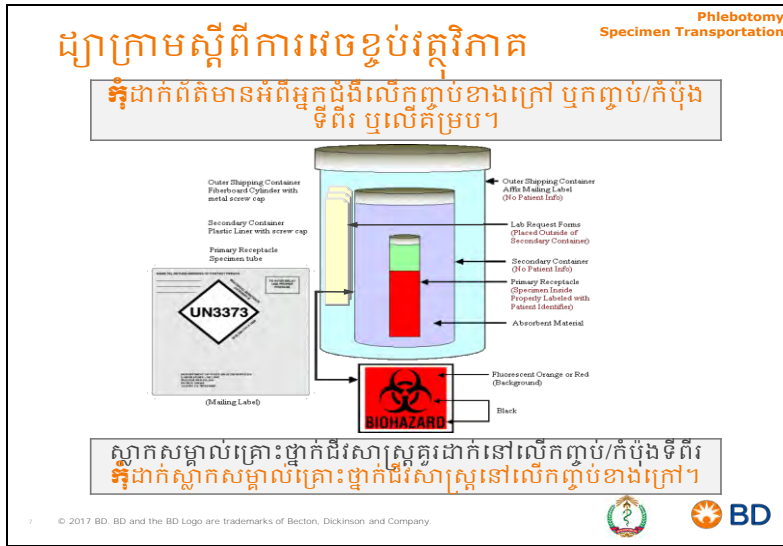 Phlebotomy
Specimen Transportation
ដ្យាក្រាមស្តីពីការវេចខ្ចប់វត្ថុវិភាគ
កុំដាក់ព័ត៌មានអំពីអ្នកជំងឺលើកញ្ចប់ខាងក្រៅ ឬកញ្ចប់/កំប៉ុង
ទីពីរ ឬលើគម្រប។
Outer Shipping Container
Fiberboard Cylinder with
metal screw cap
Secondary Container
Plastic Liner with screw cap
Primary Receptacle
Specimen tube
Outer Shipping Container
Affix Mailing Label
(No Patient Info)
Lab Request Forms
(Placed Outside of
Secondary Container)
Secondary Container
(No Patient Info)
Primary Receptacle
(Specimen Inside
Properly Labeled with
Patient Identifier)
Absorbent Material
UN3373
(Mailing Label)
Fluorescent Orange or Red
(Background)
Black
BIOHAZARD
ស្លាកសម្គាល់គ្រោះថ្នាក់ជីវសាស្ត្រគួរដាក់នៅលើកញ្ចប់/កំប៉ុងទីពីរ
កុំដាក់ស្លាកសម្គាល់គ្រោះថ្នាក់ជីវសាស្ត្រនៅលើកញ្ចប់ខាងក្រៅ។
7 © 2017 BD. BD and the BD Logo are trademarks of Becton, Dickinson and Company.
BD